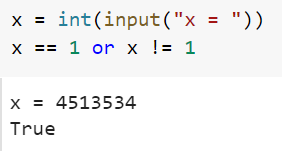 x = int(input("x = "))
x == 1 or x != 1
x = 4513534
True